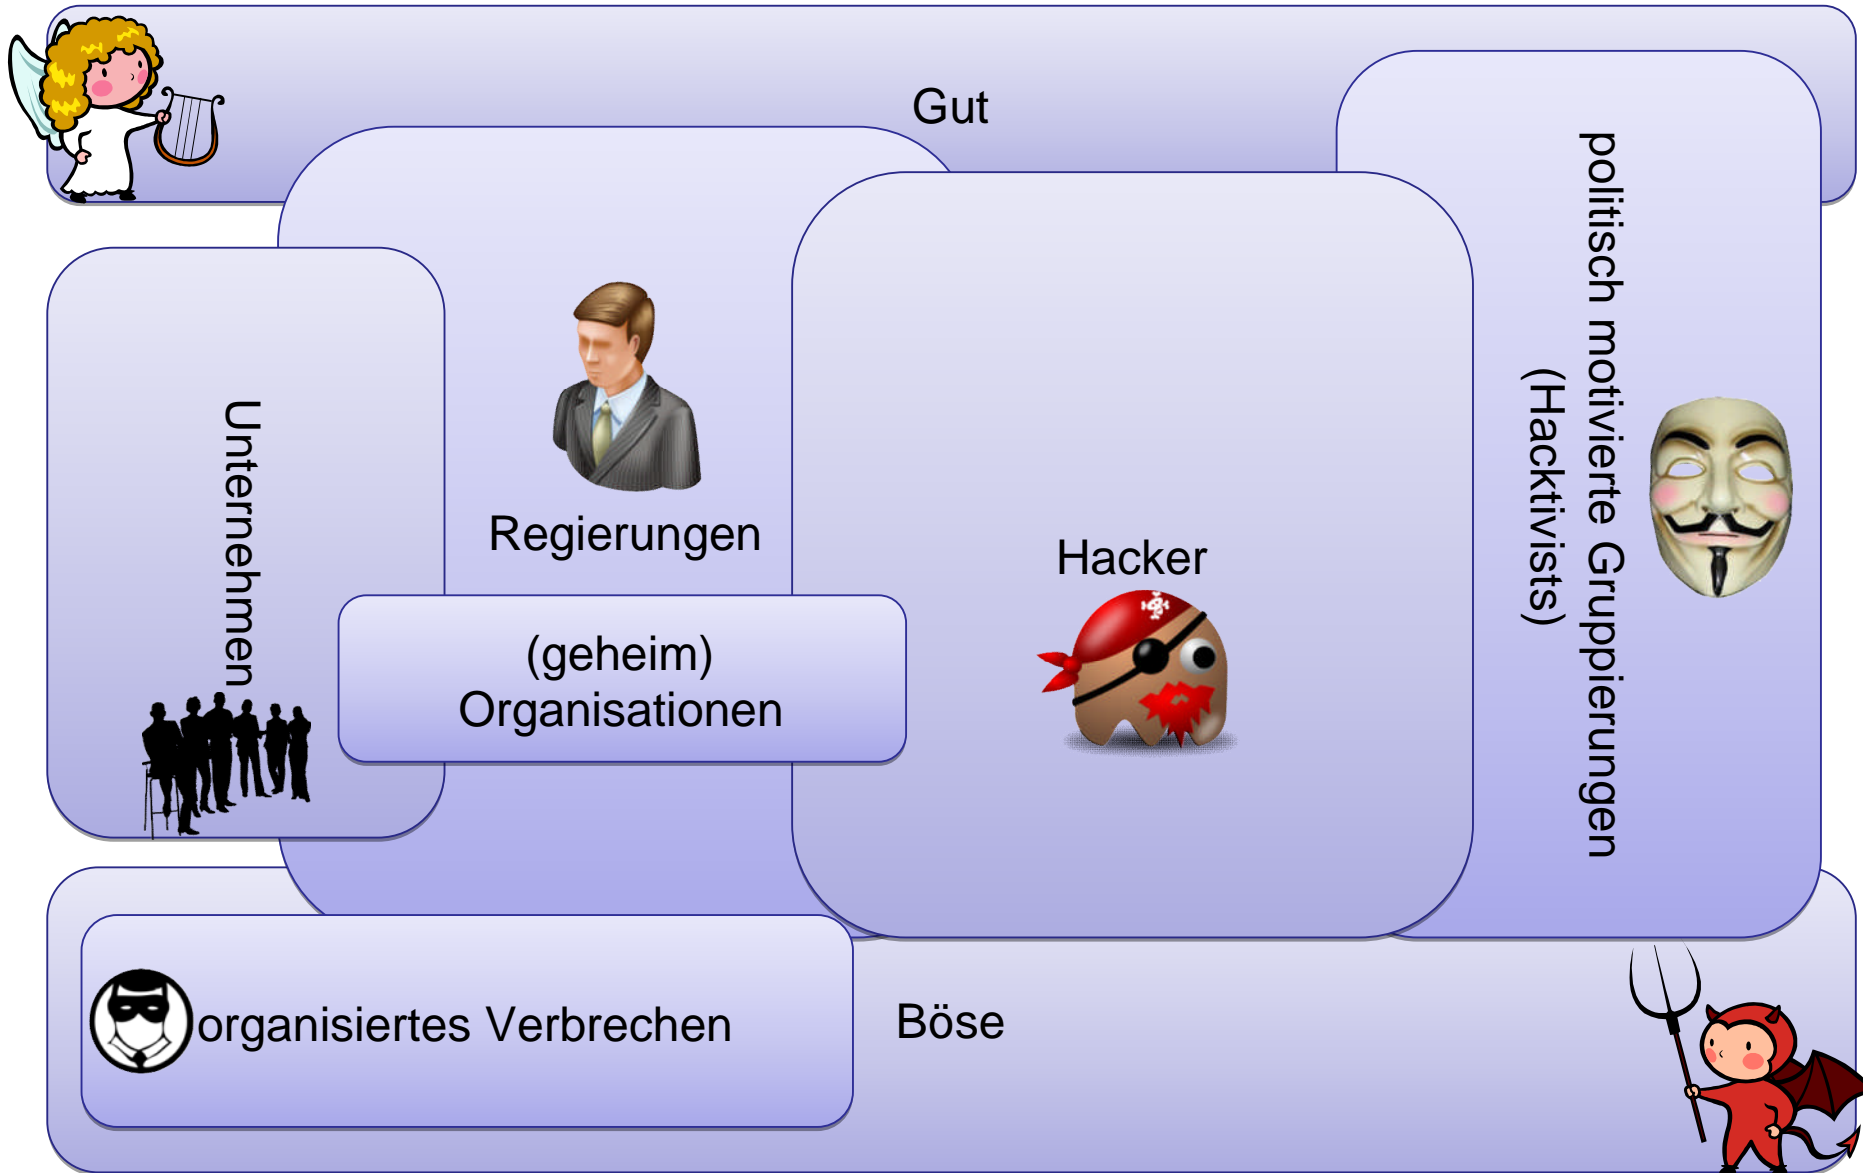 Gut
politisch motivierte Gruppierungen
(Hacktivists)
Unternehmen
Regierungen
Hacker
(geheim)
Organisationen
organisiertes Verbrechen
Böse